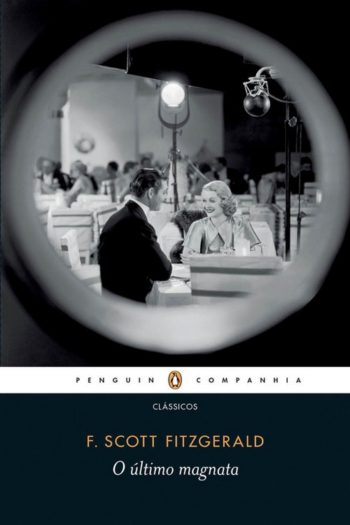 PENGUIN COMPANHIA
CLÁSSICOS
F. SCOTT FITZGERALD
O último magnata